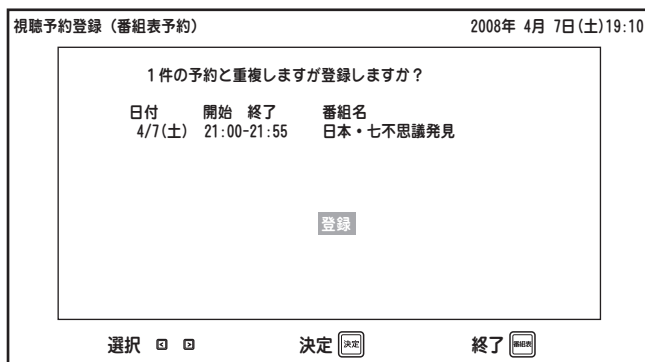 視聴予約登録（番組表予約） 2008年 4月 7日(土)19:10
1件の予約と重複しますが登録しますか？
日付 開始 終了 番組名
4/7(土) 21:00-21:55 日本・七不思議発見
登録
選択 決定 決定 終了 番組表